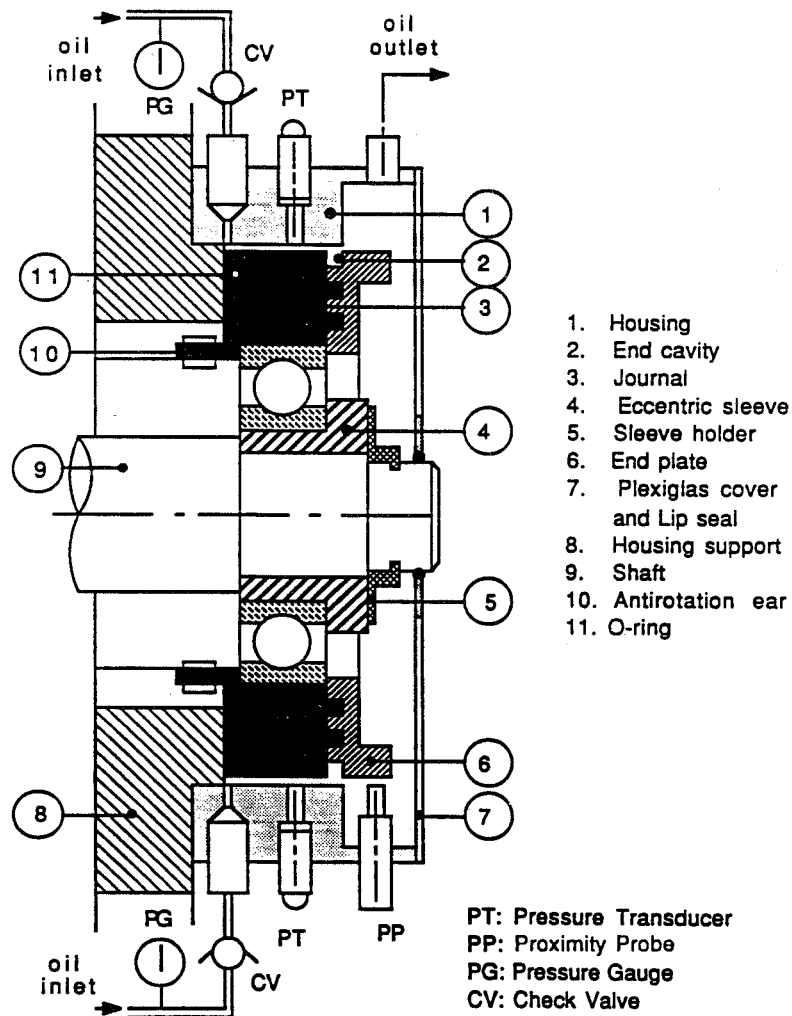 oil
inlet
PG
CV
PT
oil
outlet
1
2
3
4
5
6
7
8
9
10
11
1. Housing
2. End cavity
3. Journal
4. Eccentric sleeve
5. Sleeve holder
6. End plate
7. Plexiglas cover
and Lip seal
8. Housing support
9. Shaft
10. Antirotation ear
11. O-ring
PG
oil
inlet
CV
PT
PP
PT: Pressure Transducer
PP: Proximity Probe
PG: Pressure Gauge
CV: Check Valve